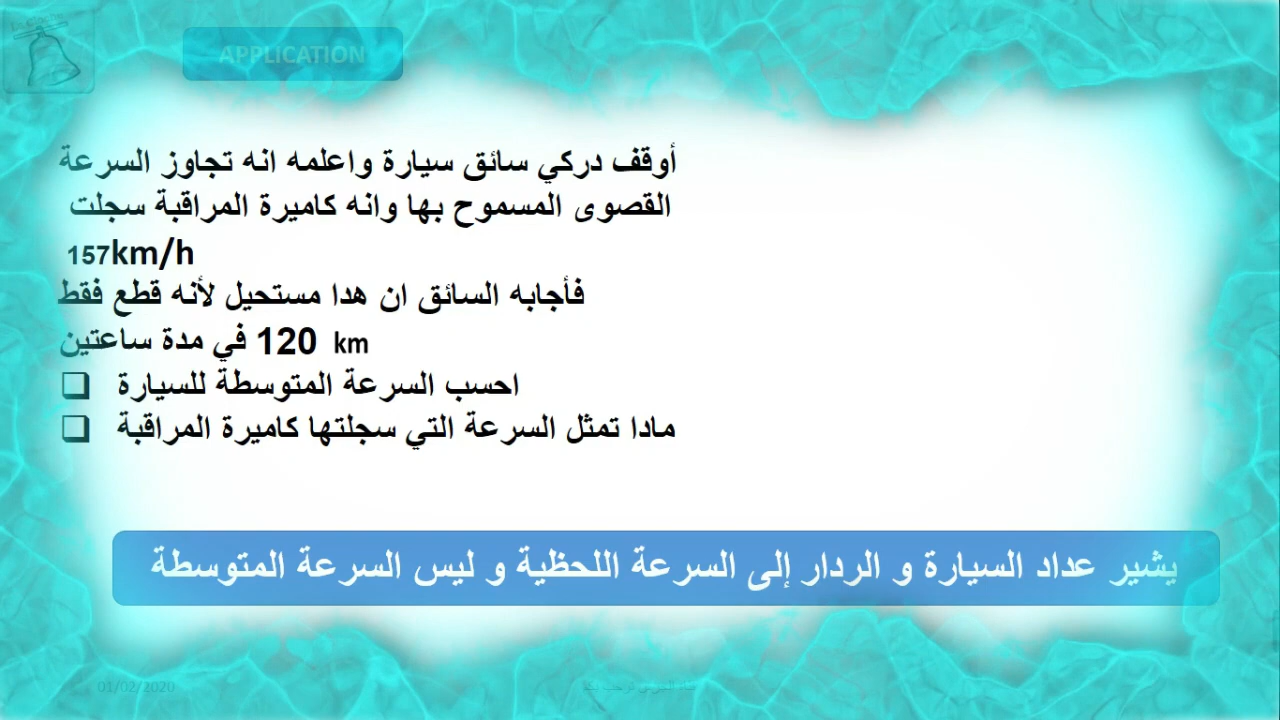 APPLICATION
أوقف دركي سائق سيارة واعلمه انه تجاوز السرعة
القصوى المسموح بها وانه كاميرة المراقبة سجلت
157km/h
فأجابه السائق ان هدا مستحيل لأنه قطع فقط
120 km في مدة ساعتين
❑ احسب السرعة المتوسطة للسيارة
❑ مادا تمثل السرعة التي سجلتها كاميرة المراقبة
يشير عداد السيارة و الردار إلى السرعة اللحظية و ليس السرعة المتوسطة
01/02/2020